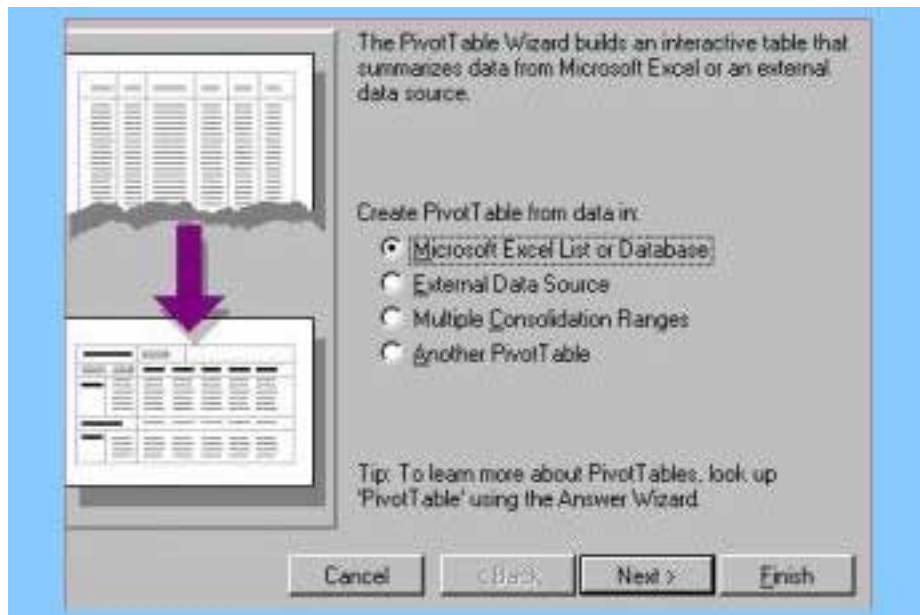 The PivotTable Wizard builds an interactive table that
summarizes data from Microsoft Excel or an external
data source.
Create PivotTable from data in:
Microsoft Excel List or Database
External Data Source
Multiple Consolidation Ranges
Another PivotTable
Tip: To learn more about PivotTables, look up
'PivotTable' using the Answer Wizard.
Cancel
< Back
Next >
Finish